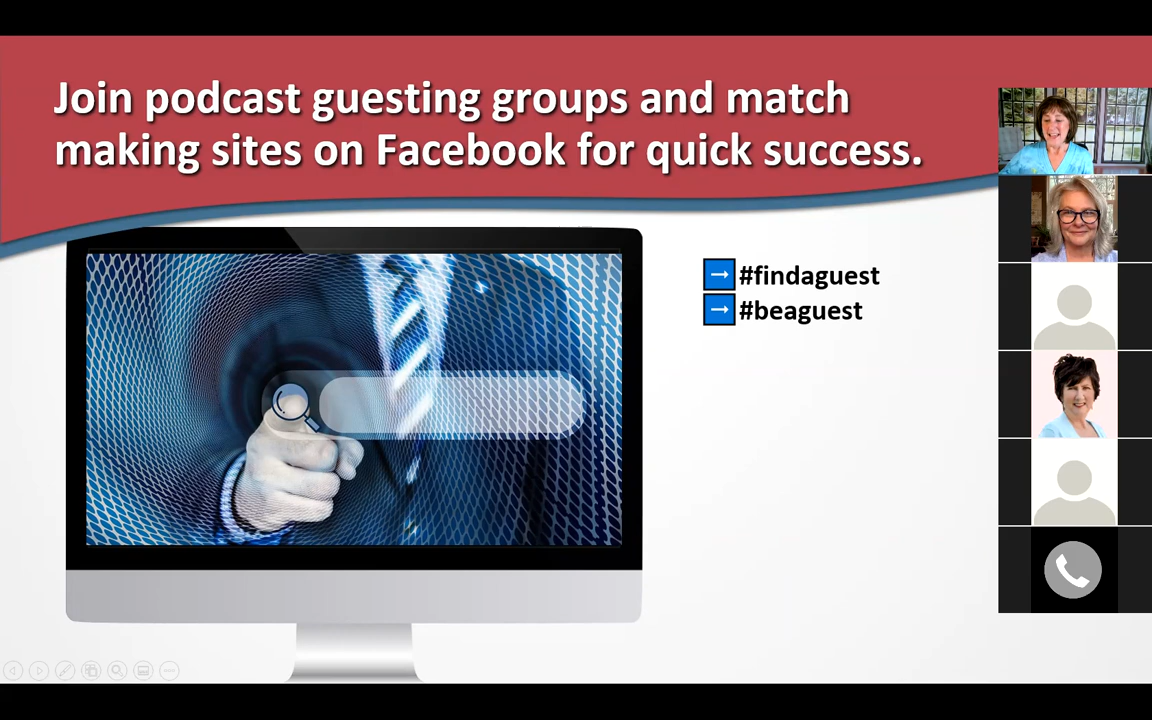 Join podcast guesting groups and match
making sites on Facebook for quick success.
#findaguest
#beaguest